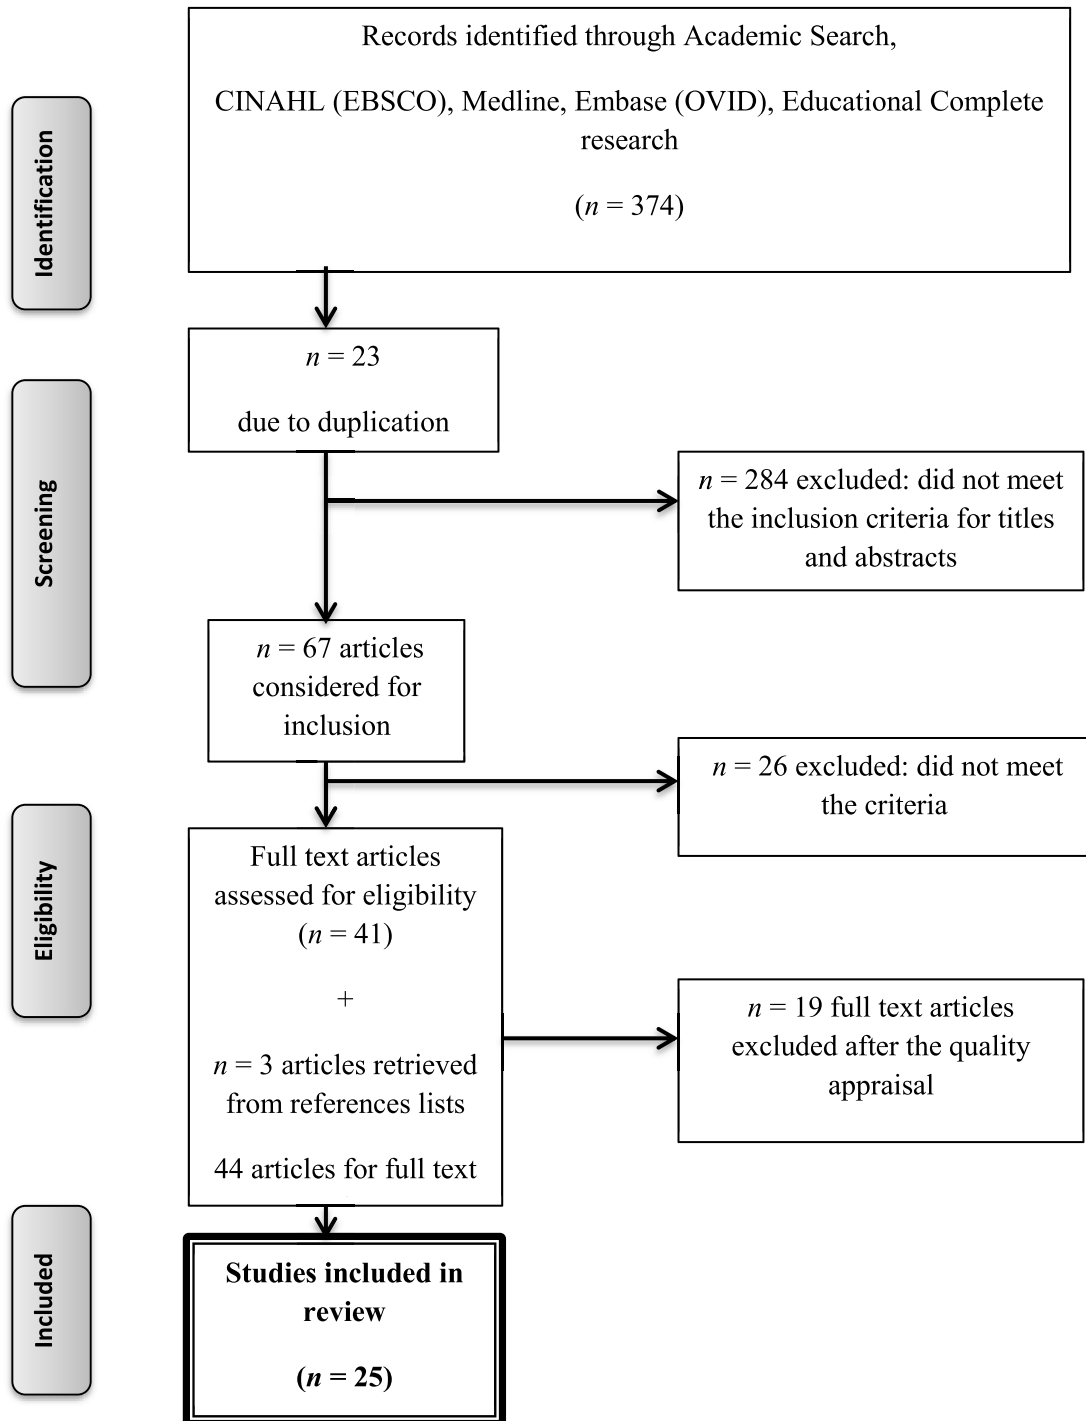 Identification
Records identified through Academic Search,
CINAHL (EBSCO), Medline, Embase (OVID), Educational Complete
research
(n = 374)
n = 23
due to duplication
Screening
n = 284 excluded: did not meet
the inclusion criteria for titles
and abstracts
n = 67 articles
considered for
inclusion
n = 26 excluded: did not meet
the criteria
Eligibility
Full text articles
assessed for eligibility
(n = 41)
+
n = 3 articles retrieved
from references lists
44 articles for full text
n = 19 full text articles
excluded after the quality
appraisal
Included
Studies included in
review
(n = 25)